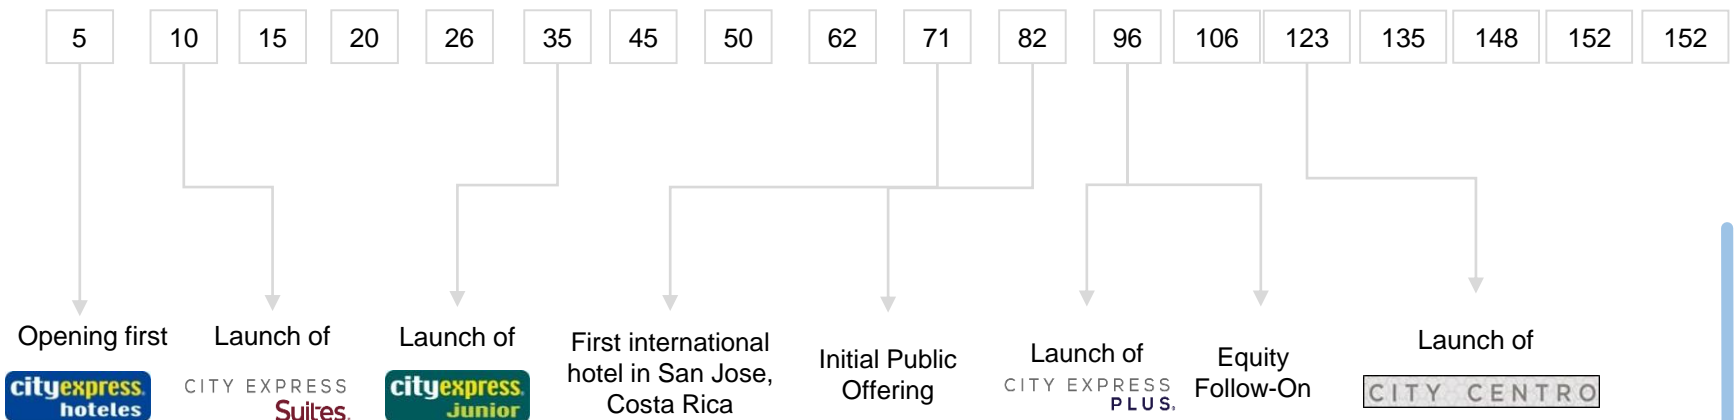 5 10 15 20 26 35 45 50 62 71 82 96 106 123 135 148 152 152
Opening first
cityexpress.
hoteles
Launch of
CITY EXPRESS
Suites.
Launch of
cityexpress.
Junior
First international
hotel in San Jose,
Costa Rica
Initial Public
Offering
Launch of
CITY EXPRESS
PLUS.
Equity
Follow-On
Launch of
CITY CENTRO